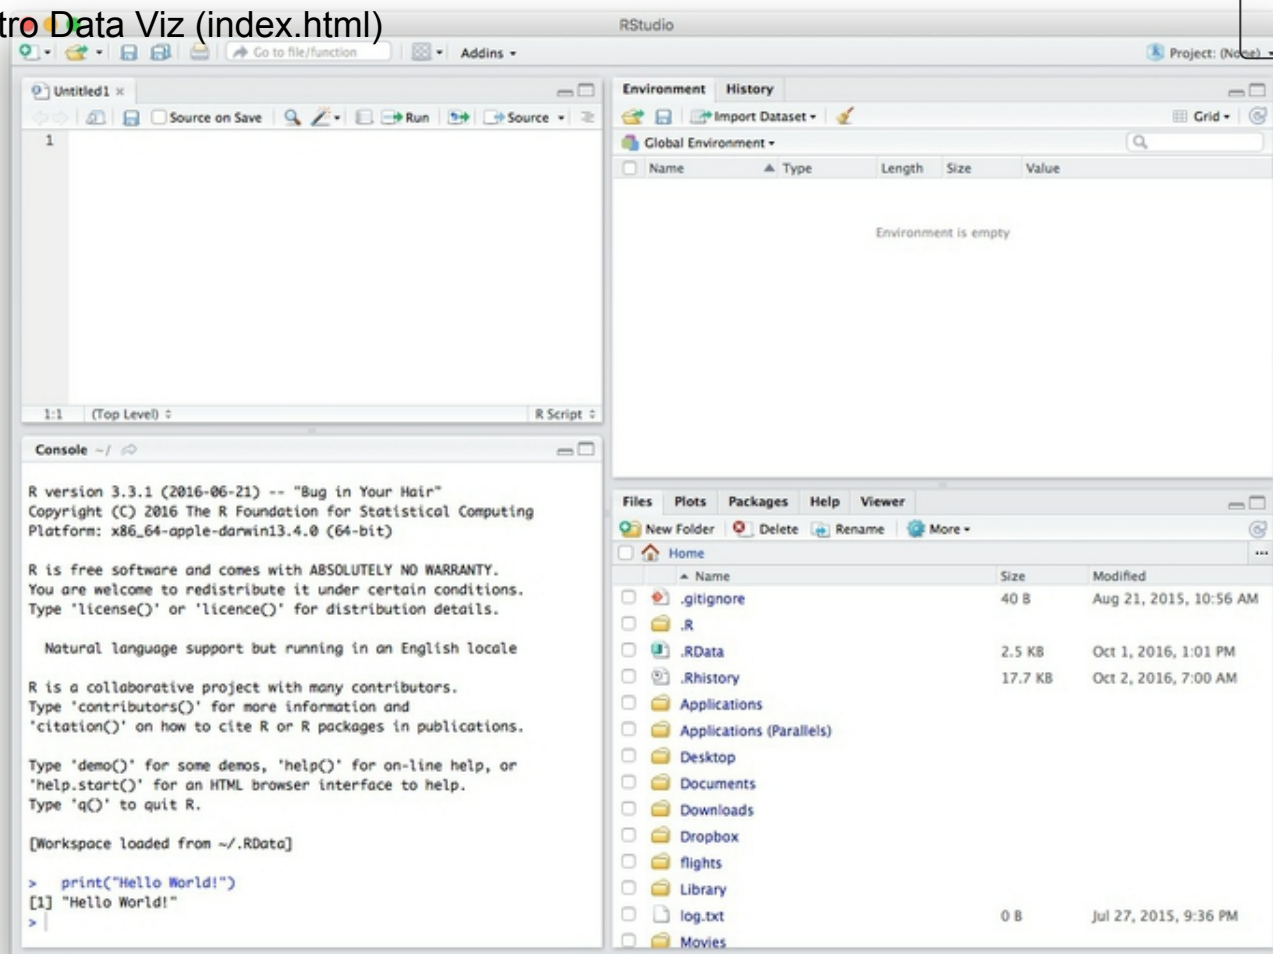 tro Data Viz (index.html)
RStudio
Go to file/function
Addins
Project: (None)
Untitled1
Source on Save
Run
Source
1
1:1 (Top Level)
R Script
Console ~/
R version 3.3.1 (2016-06-21) -- "Bug in Your Hair"
Copyright (C) 2016 The R Foundation for Statistical Computing
Platform: x86_64-apple-darwin13.4.0 (64-bit)
R is free software and comes with ABSOLUTELY NO WARRANTY.
You are welcome to redistribute it under certain conditions.
Type 'license()' or 'licence()' for distribution details.
Natural language support but running in an English locale
R is a collaborative project with many contributors.
Type 'contributors()' for more information and
'citation()' on how to cite R or R packages in publications.
Type 'demo()' for some demos, 'help()' for on-line help, or
'help.start()' for an HTML browser interface to help.
Type 'q()' to quit R.
[Workspace loaded from ~/.RData]
> print("Hello World!")
[1] "Hello World!"
>
Environment History
Import Dataset
Grid
Global Environment
Name Type Length Size Value
Environment is empty
Files Plots Packages Help Viewer
New Folder Delete Rename More
Home ...
Name Size Modified
.gitignore 40 B Aug 21, 2015, 10:56 AM
.R
.RData 2.5 KB Oct 1, 2016, 1:01 PM
.Rhistory 17.7 KB Oct 2, 2016, 7:00 AM
Applications
Applications (Parallels)
Desktop
Documents
Downloads
Dropbox
flights
Library
log.txt 0 B Jul 27, 2015, 9:36 PM
Movies